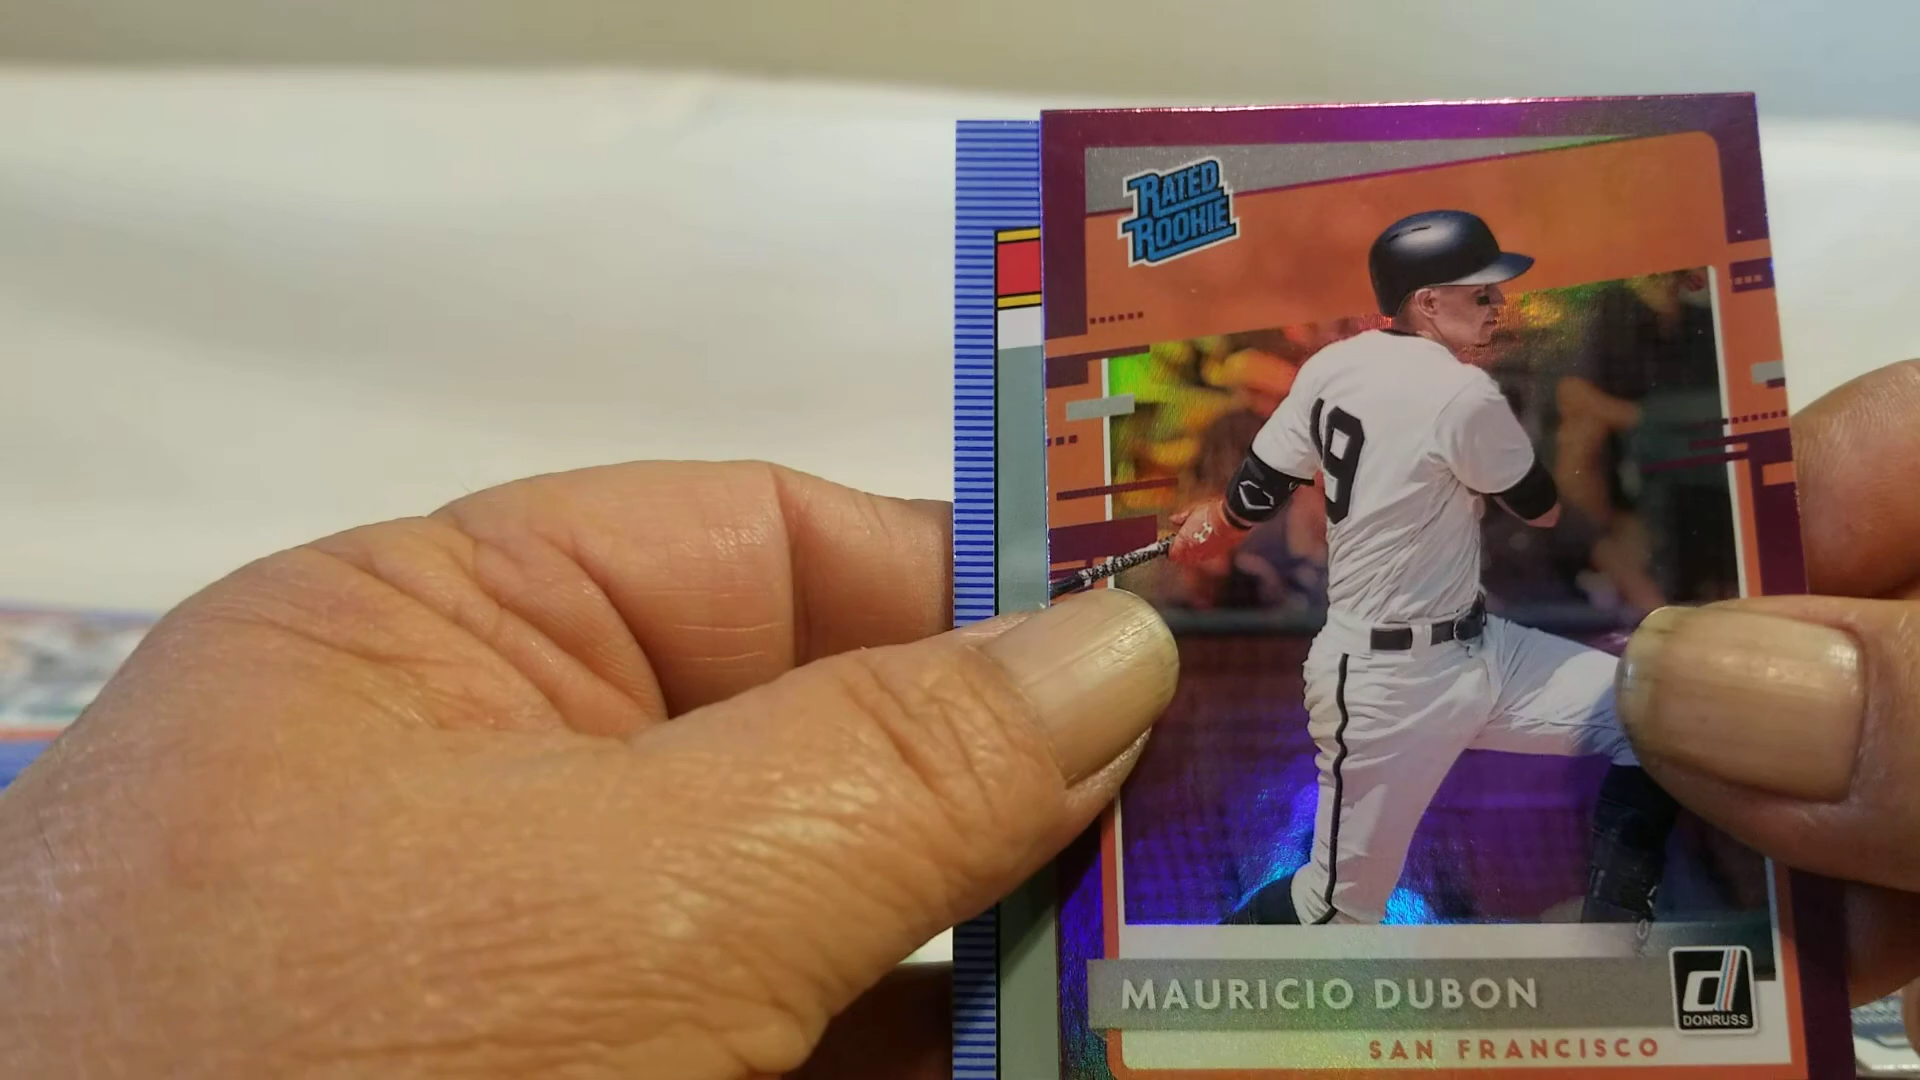 RATED
ROOKIE
19
MAURICIO DUBON
DONRUSS
SAN FRANCISCO